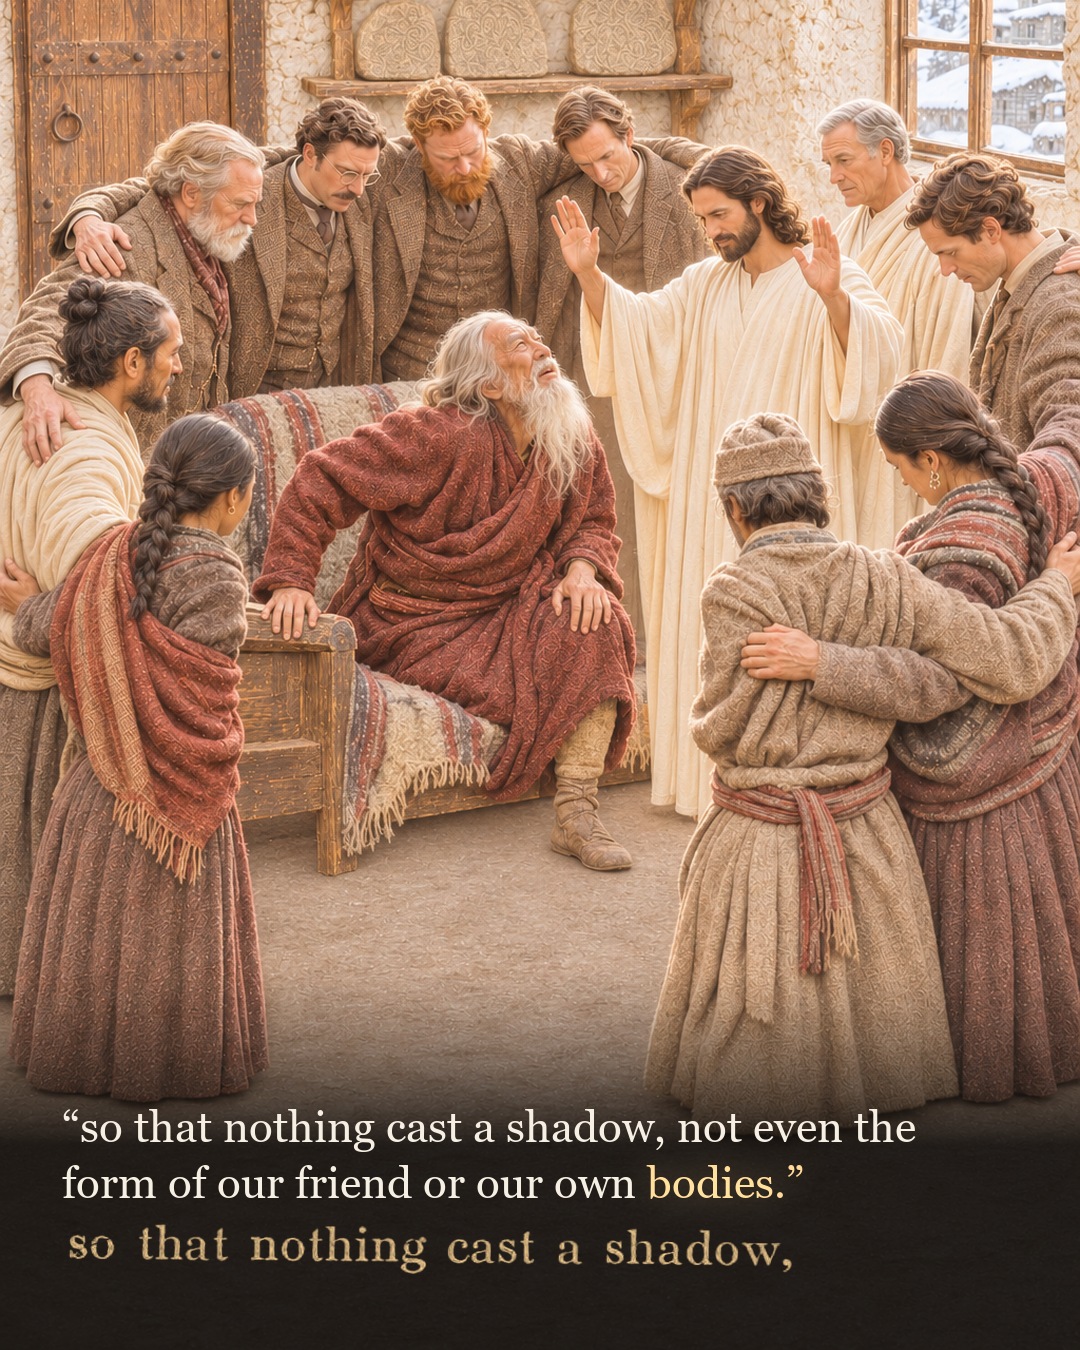 “so that nothing cast a shadow, not even the
form of our friend or our own bodies.”
so that nothing cast a shadow,